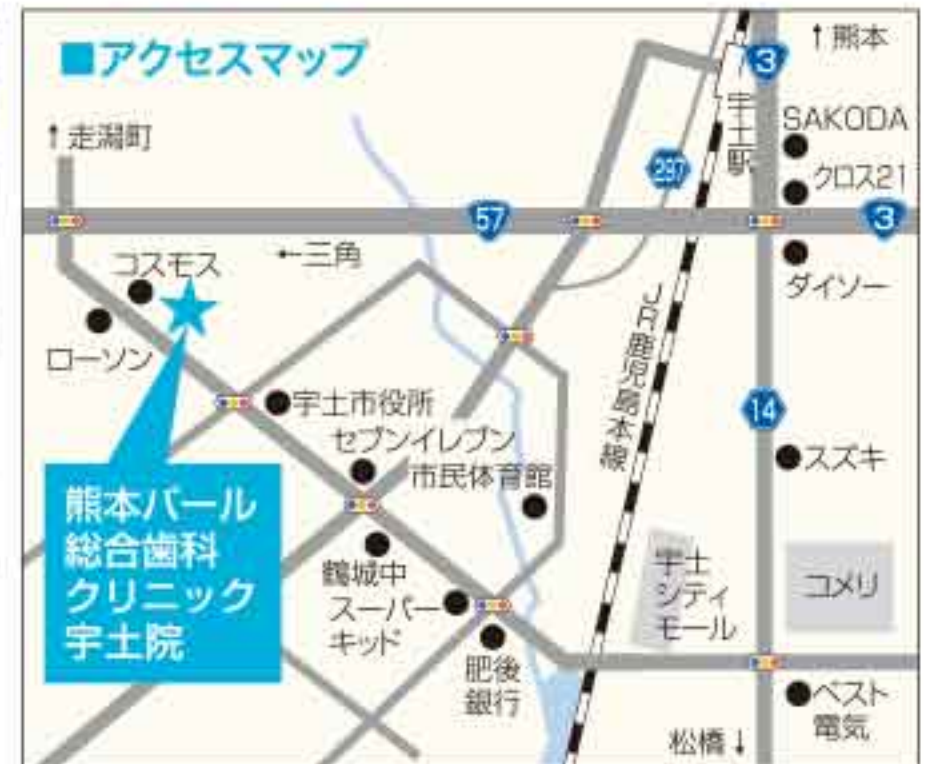 ■アクセスマップ
↑熊本
3
↑走潟町
宇土駅
SAKODA
297
クロス21
57
3
コスモス
←三角
ダイソー
ローソン
JR鹿児島本線
14
宇土市役所
セブンイレブン
市民体育館
スズキ
熊本パール
総合歯科
クリニック
宇土院
鶴城中
スーパー
キッド
宇土
シティ
モール
コメリ
肥後
銀行
ベスト
電気
松橋↓